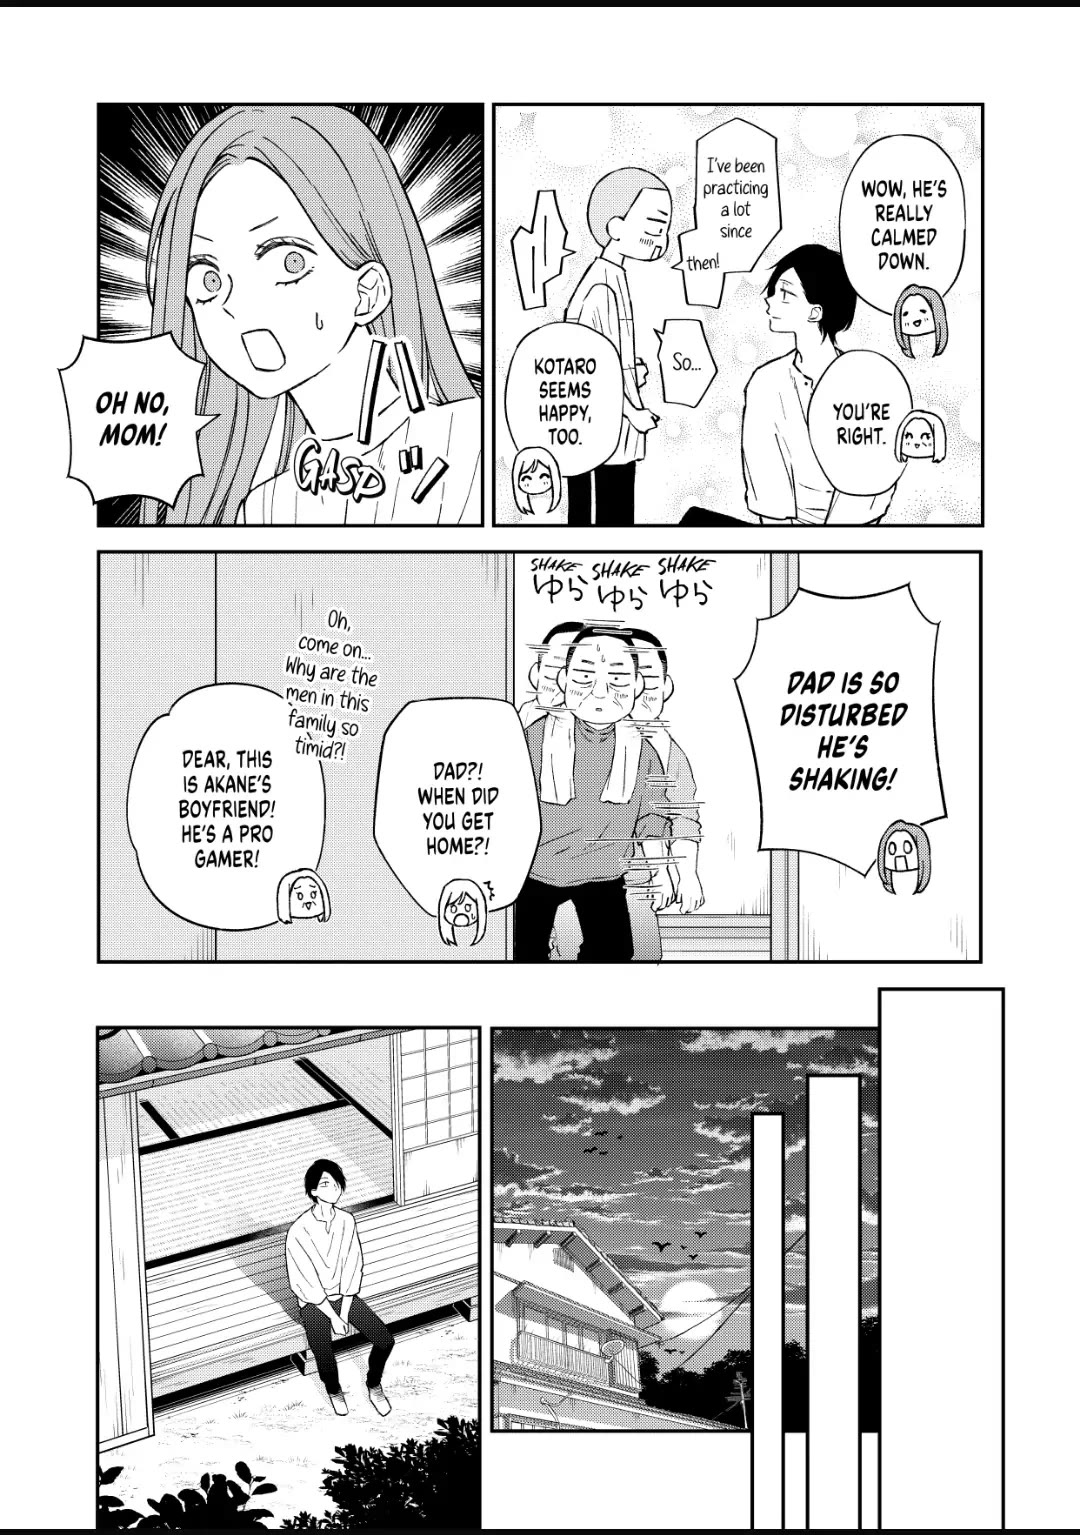 WOW, HE'S
REALLY
CALMED
DOWN.
I've been
practicing
a lot
since
then!
So...
YOU'RE
RIGHT.
KOTARO
SEEMS
HAPPY,
TOO.
OH NO,
MOM!
GASP
SHAKE
ゆら
SHAKE
ゆら
SHAKE
ゆら
DAD IS SO
DISTURBED
HE'S
SHAKING!
DAD?!
WHEN DID
YOU GET
HOME?!
Oh,
come on...
Why are the
men in this
family so
timid?!
DEAR, THIS
IS AKANE'S
BOYFRIEND!
HE'S A PRO
GAMER!